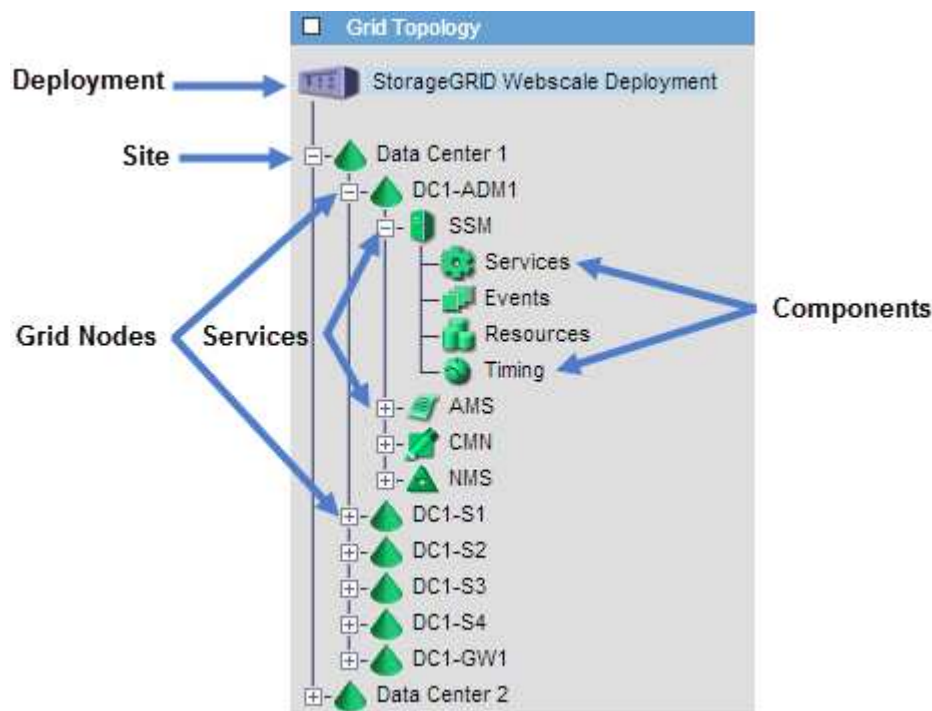 Grid Topology
Deployment
StorageGRID Webscale Deployment
Site
Data Center 1
DC1-ADM1
SSM
Services
Events
Components
Grid Nodes
Services
Resources
Timing
AMS
CMN
NMS
DC1-S1
DC1-S2
DC1-S3
DC1-S4
DC1-GW1
Data Center 2